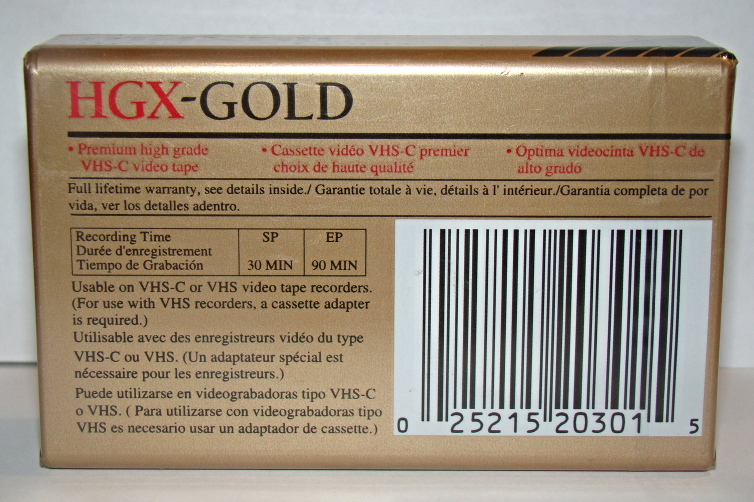 HGX-GOLD
• Premium high grade
VHS-C video tape
• Cassette vidéo VHS-C premier
choix de haute qualité
• Optima videocinta VHS-C de
alto grado
Full lifetime warranty, see details inside./ Garantie totale à vie, détails à l' intérieur./Garantia completa de por
vida, ver los detalles adentro.
Recording Time SP EP
Durée d'enregistrement
Tiempo de Grabación 30 MIN 90 MIN
Usable on VHS-C or VHS video tape recorders.
(For use with VHS recorders, a cassette adapter
is required.)
Utilisable avec des enregistreurs vidéo du type
VHS-C ou VHS. (Un adaptateur spécial est
nécessaire pour les enregistreurs.)
Puede utilizarse en videograbadoras tipo VHS-C
o VHS. ( Para utilizarse con videograbadoras tipo
VHS es necesario usar un adaptador de cassette.)
0 25215 20301 5